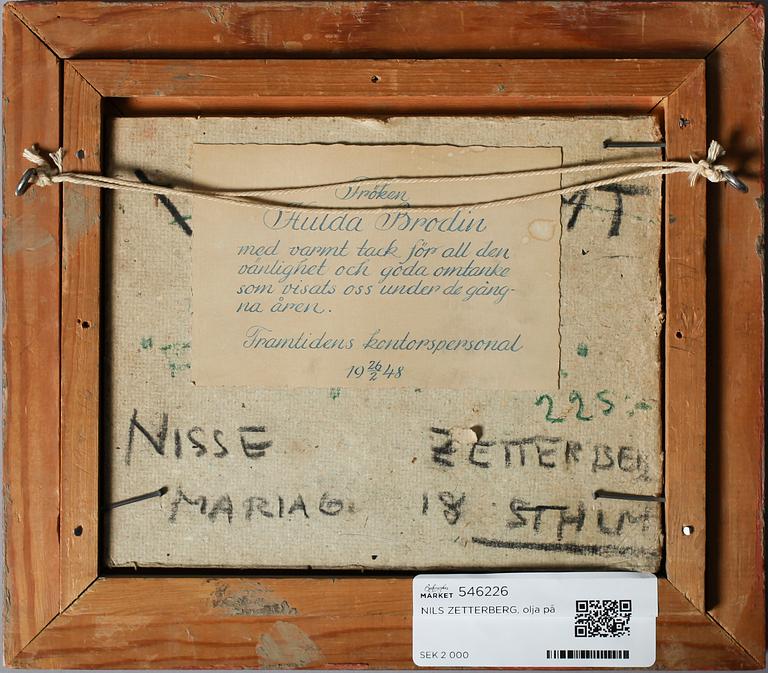 Fröken
Hulda Brodin
med varmt tack för all den
vänlighet och goda omtanke
som visats oss under de gång-
na åren.
Framtidens kontorspersonal
19 26/2 48
225:-
NISSE ZETTERBER
MARIAG 18 STHLM
MARKET 546226
NILS ZETTERBERG, olja på
SEK 2 000